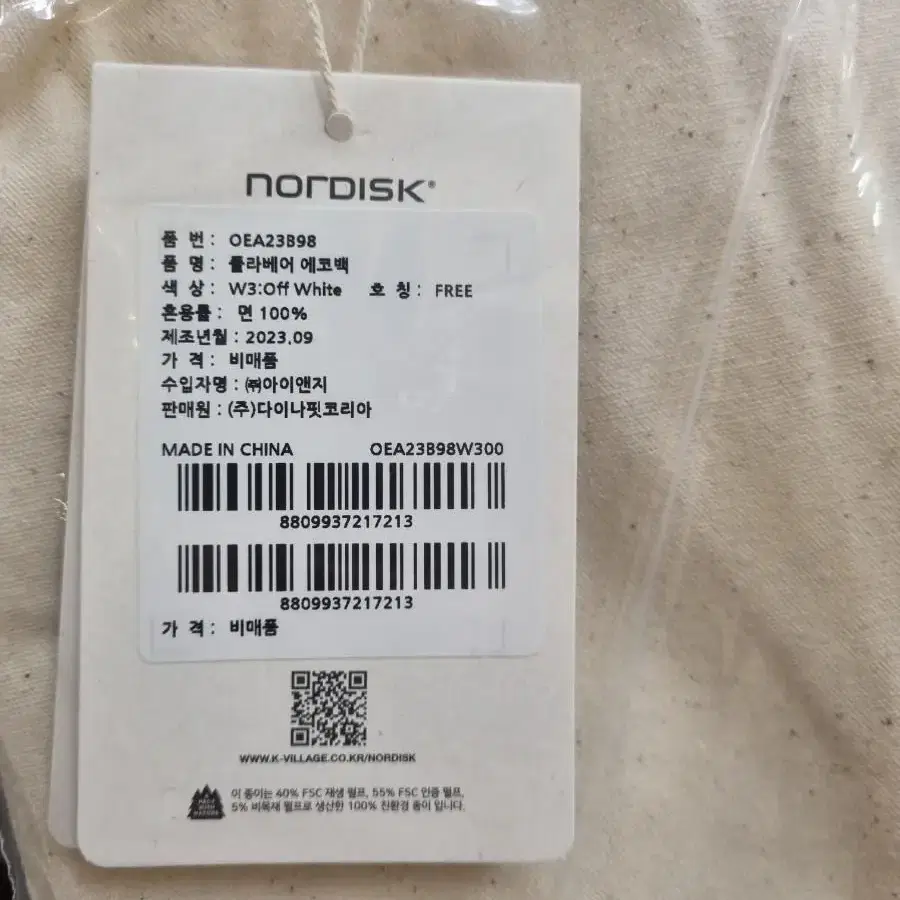 NORDISK®
품 번 : OEA23B98
품 명 : 폴라베어 에코백
색 상 : W3:Off White 호 칭 : FREE
혼용률 : 면 100%
제조년월 : 2023.09
가 격 : 비매품
수입자명 : ㈜아이앤지
판매원 : (주)다이나핏코리아
MADE IN CHINA OEA23B98W300
8809937217213
8809937217213
가 격 : 비매품
WWW.K-VILLAGE.CO.KR/NORDISK
MADE WITH NATURE
이 종이는 40% FSC 재생 펄프, 55% FSC 인증 펄프,
5% 비목재 펄프로 생산한 100% 친환경 종이 입니다.